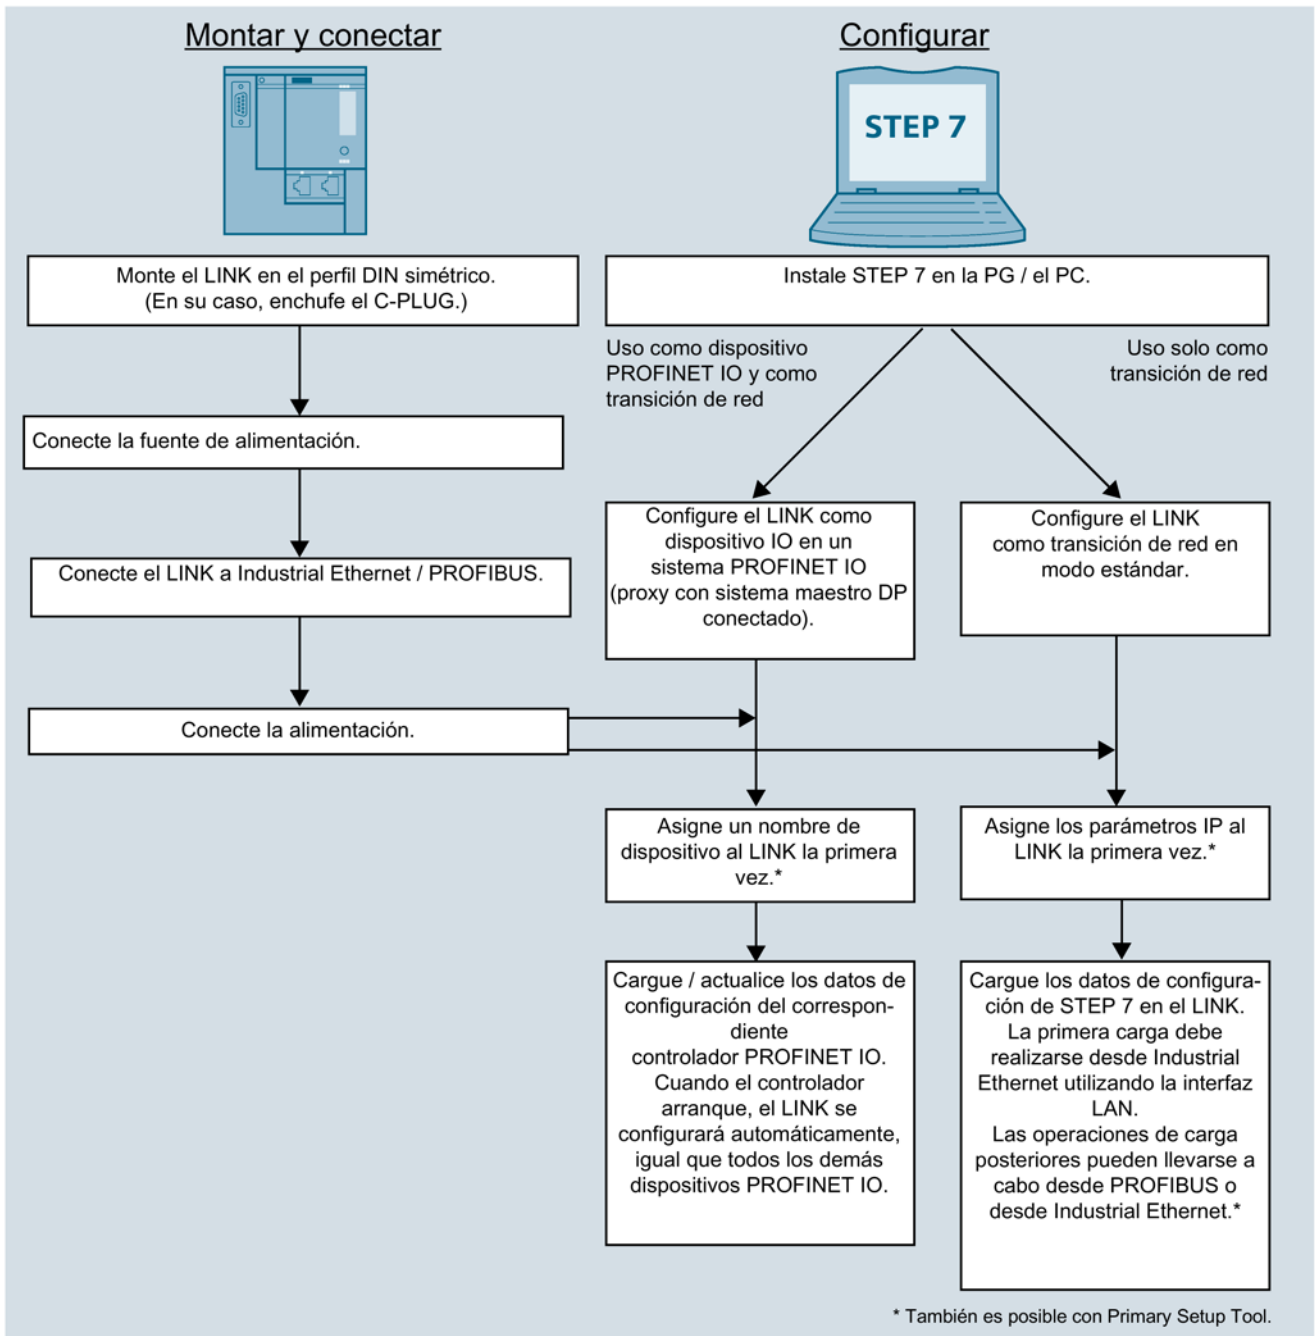 Montar y conectar
Configurar
STEP 7
Monte el LINK en el perfil DIN simétrico.
(En su caso, enchufe el C-PLUG.)
Conecte la fuente de alimentación.
Conecte el LINK a Industrial Ethernet / PROFIBUS.
Conecte la alimentación.
Instale STEP 7 en la PG / el PC.
Uso como dispositivo
PROFINET IO y como
transición de red
Uso solo como
transición de red
Configure el LINK como
dispositivo IO en un
sistema PROFINET IO
(proxy con sistema maestro DP
conectado).
Configure el LINK
como transición de red en
modo estándar.
Asigne un nombre de
dispositivo al LINK la primera
vez.*
Asigne los parámetros IP al
LINK la primera vez.*
Cargue / actualice los datos de
configuración del correspon-
diente
controlador PROFINET IO.
Cuando el controlador
arranque, el LINK se
configurará automáticamente,
igual que todos los demás
dispositivos PROFINET IO.
Cargue los datos de configura-
ción de STEP 7 en el LINK.
La primera carga debe
realizarse desde Industrial
Ethernet utilizando la interfaz
LAN.
Las operaciones de carga
posteriores pueden llevarse a
cabo desde PROFIBUS o
desde Industrial Ethernet.*
* También es posible con Primary Setup Tool.